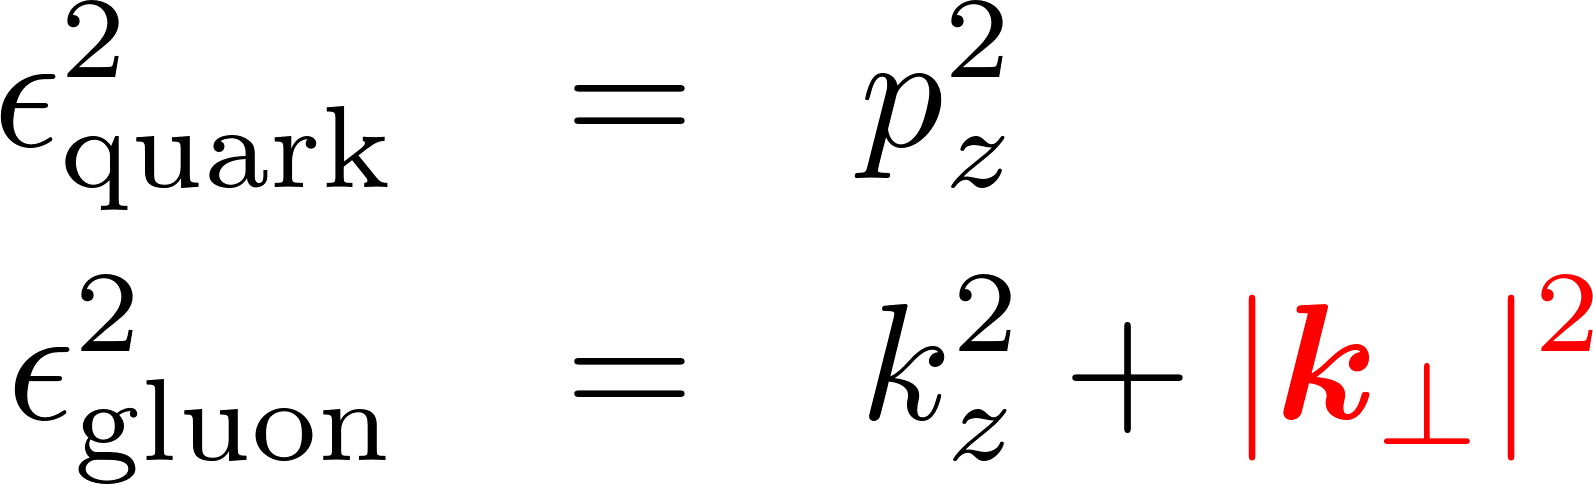 ϵ²_quark = p_z²
ϵ²_gluon = k_z² + |𝒌_⊥|²